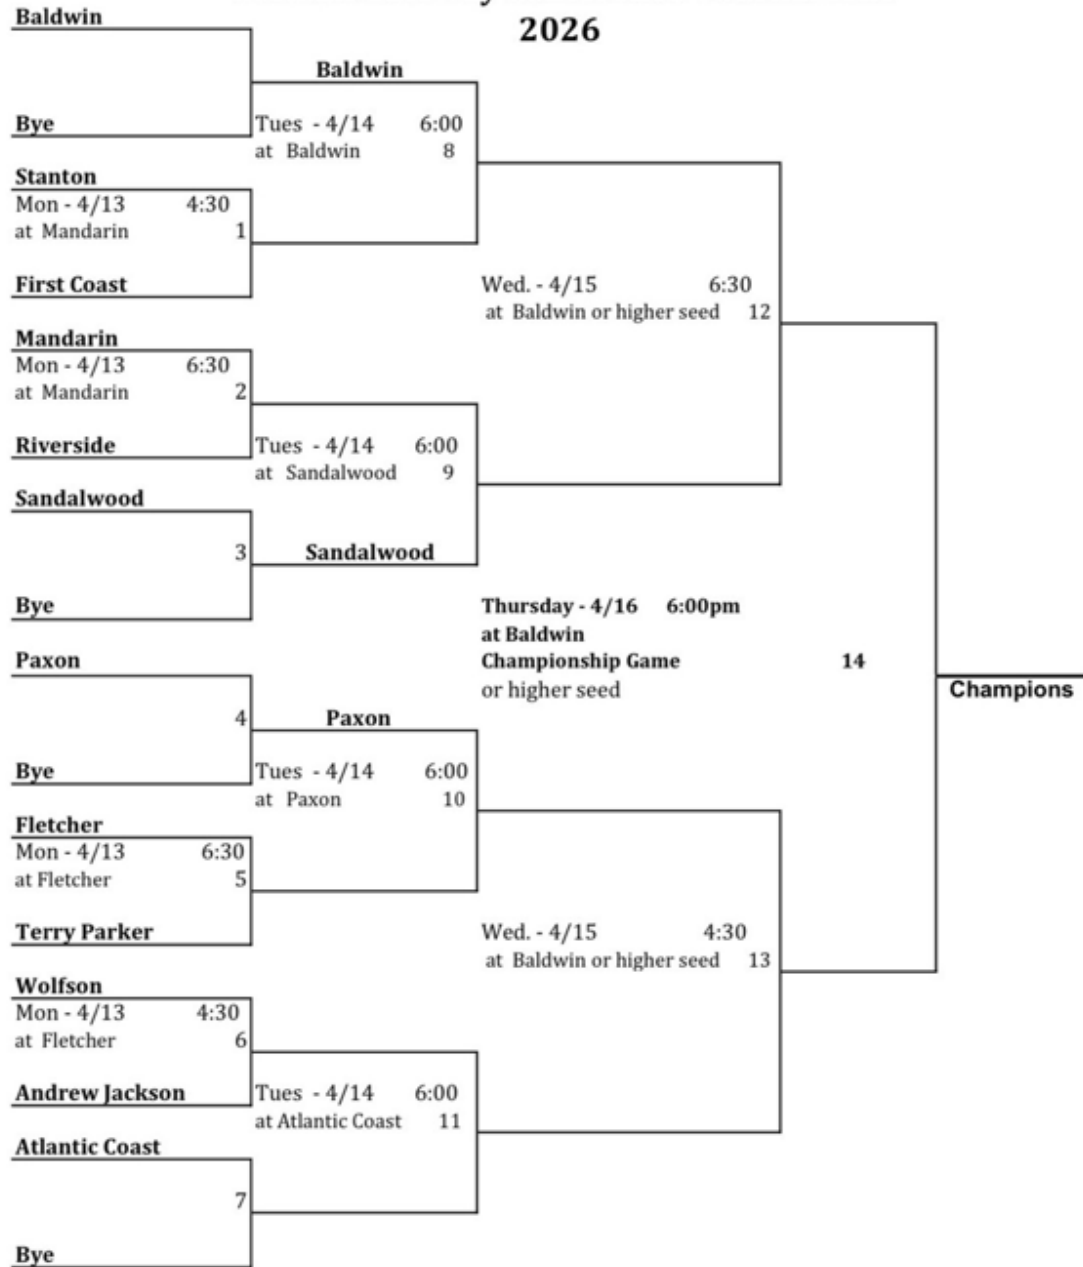 2026
Baldwin
Baldwin
Bye
Tues - 4/14 6:00
at Baldwin 8
Stanton
Mon - 4/13 4:30
at Mandarin 1
First Coast
Wed. - 4/15 6:30
at Baldwin or higher seed 12
Mandarin
Mon - 4/13 6:30
at Mandarin 2
Riverside
Tues - 4/14 6:00
at Sandalwood 9
Sandalwood
3
Sandalwood
Bye
Thursday - 4/16 6:00pm
at Baldwin
Championship Game 14
or higher seed
Champions
Paxon
4
Paxon
Bye
Tues - 4/14 6:00
at Paxon 10
Fletcher
Mon - 4/13 6:30
at Fletcher 5
Terry Parker
Wed. - 4/15 4:30
at Baldwin or higher seed 13
Wolfson
Mon - 4/13 4:30
at Fletcher 6
Andrew Jackson
Tues - 4/14 6:00
at Atlantic Coast 11
Atlantic Coast
7
Bye